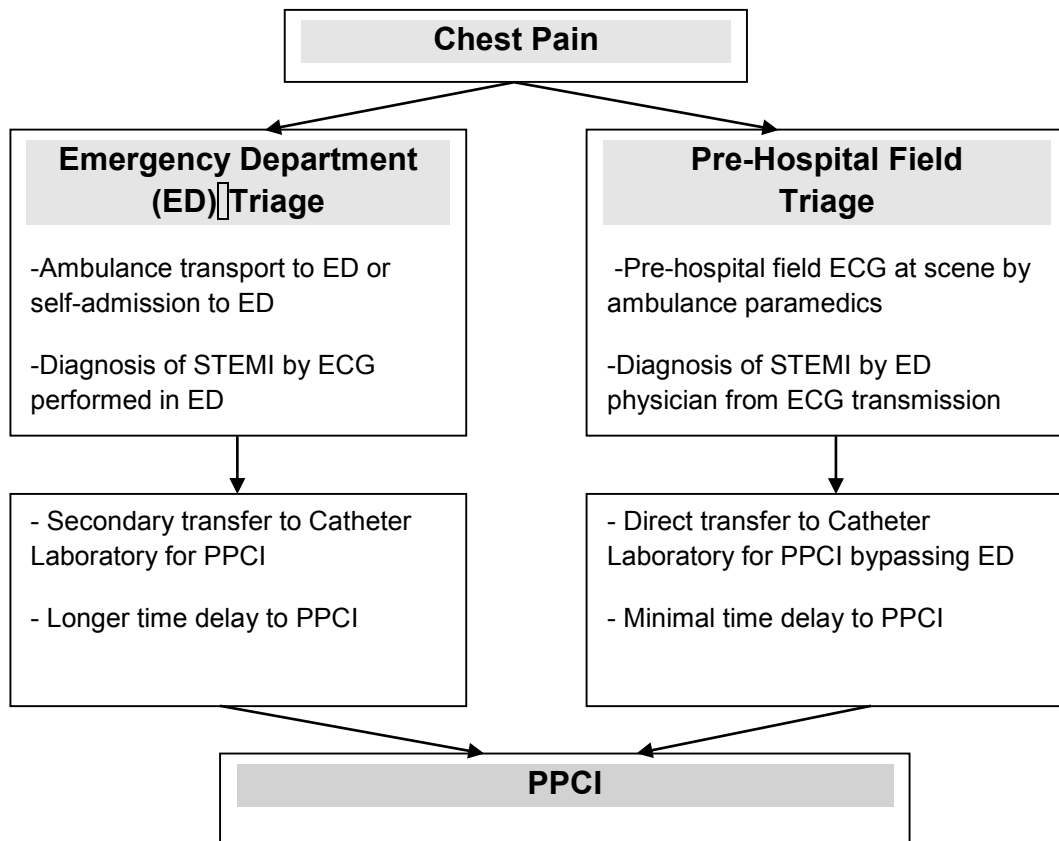 Chest Pain
Emergency Department
(ED) Triage
-Ambulance transport to ED or
self-admission to ED
-Diagnosis of STEMI by ECG
performed in ED
Pre-Hospital Field
Triage
-Pre-hospital field ECG at scene by
ambulance paramedics
-Diagnosis of STEMI by ED
physician from ECG transmission
- Secondary transfer to Catheter
Laboratory for PPCI
- Longer time delay to PPCI
- Direct transfer to Catheter
Laboratory for PPCI bypassing ED
- Minimal time delay to PPCI
PPCI